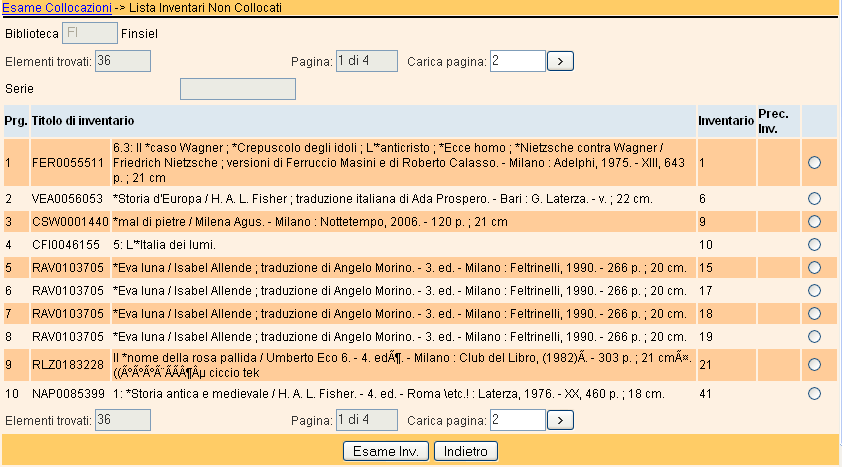 Esame Collocazioni -> Lista Inventari Non Collocati
Biblioteca FI Finsiel
Elementi trovati: 36 Pagina: 1 di 4 Carica pagina: 2 >
Serie
Prg. Titolo di inventario Inventario Prec. Inv.
1 FER0055511 6.3: Il *caso Wagner ; *Crepuscolo degli idoli ; L'*anticristo ; *Ecce homo ; *Nietzsche contra Wagner /
Friedrich Nietzsche ; versioni di Ferruccio Masini e di Roberto Calasso. - Milano : Adelphi, 1975. - XIII, 643
p. ; 21 cm 1
2 VEA0056053 *Storia d'Europa / H. A. L. Fisher ; traduzione italiana di Ada Prospero. - Bari : G. Laterza. - v. ; 22 cm. 6
3 CSW0001440 *mal di pietre / Milena Agus. - Milano : Nottetempo, 2006. - 120 p. ; 21 cm 9
4 CFI0046155 5: L'*Italia dei lumi. 10
5 RAV0103705 *Eva luna / Isabel Allende ; traduzione di Angelo Morino. - 3. ed. - Milano : Feltrinelli, 1990. - 266 p. ; 20 cm. 15
6 RAV0103705 *Eva luna / Isabel Allende ; traduzione di Angelo Morino. - 3. ed. - Milano : Feltrinelli, 1990. - 266 p. ; 20 cm. 17
7 RAV0103705 *Eva luna / Isabel Allende ; traduzione di Angelo Morino. - 3. ed. - Milano : Feltrinelli, 1990. - 266 p. ; 20 cm. 18
8 RAV0103705 *Eva luna / Isabel Allende ; traduzione di Angelo Morino. - 3. ed. - Milano : Feltrinelli, 1990. - 266 p. ; 20 cm. 19
9 RLZ0183228 Il *nome della rosa pallida / Umberto Eco 6. - 4. edÃ¶. - Milano : Club del Libro, (1982)Ã. - 303 p. ; 21 cmÃ¤.
ciccio tek 21
10 NAP0085399 1: *Storia antica e medievale / H. A. L. Fisher. - 4. ed. - Roma \etc.! : Laterza, 1976. - XX, 460 p. ; 18 cm. 41
Elementi trovati: 36 Pagina: 1 di 4 Carica pagina: 2 >
Esame Inv. Indietro